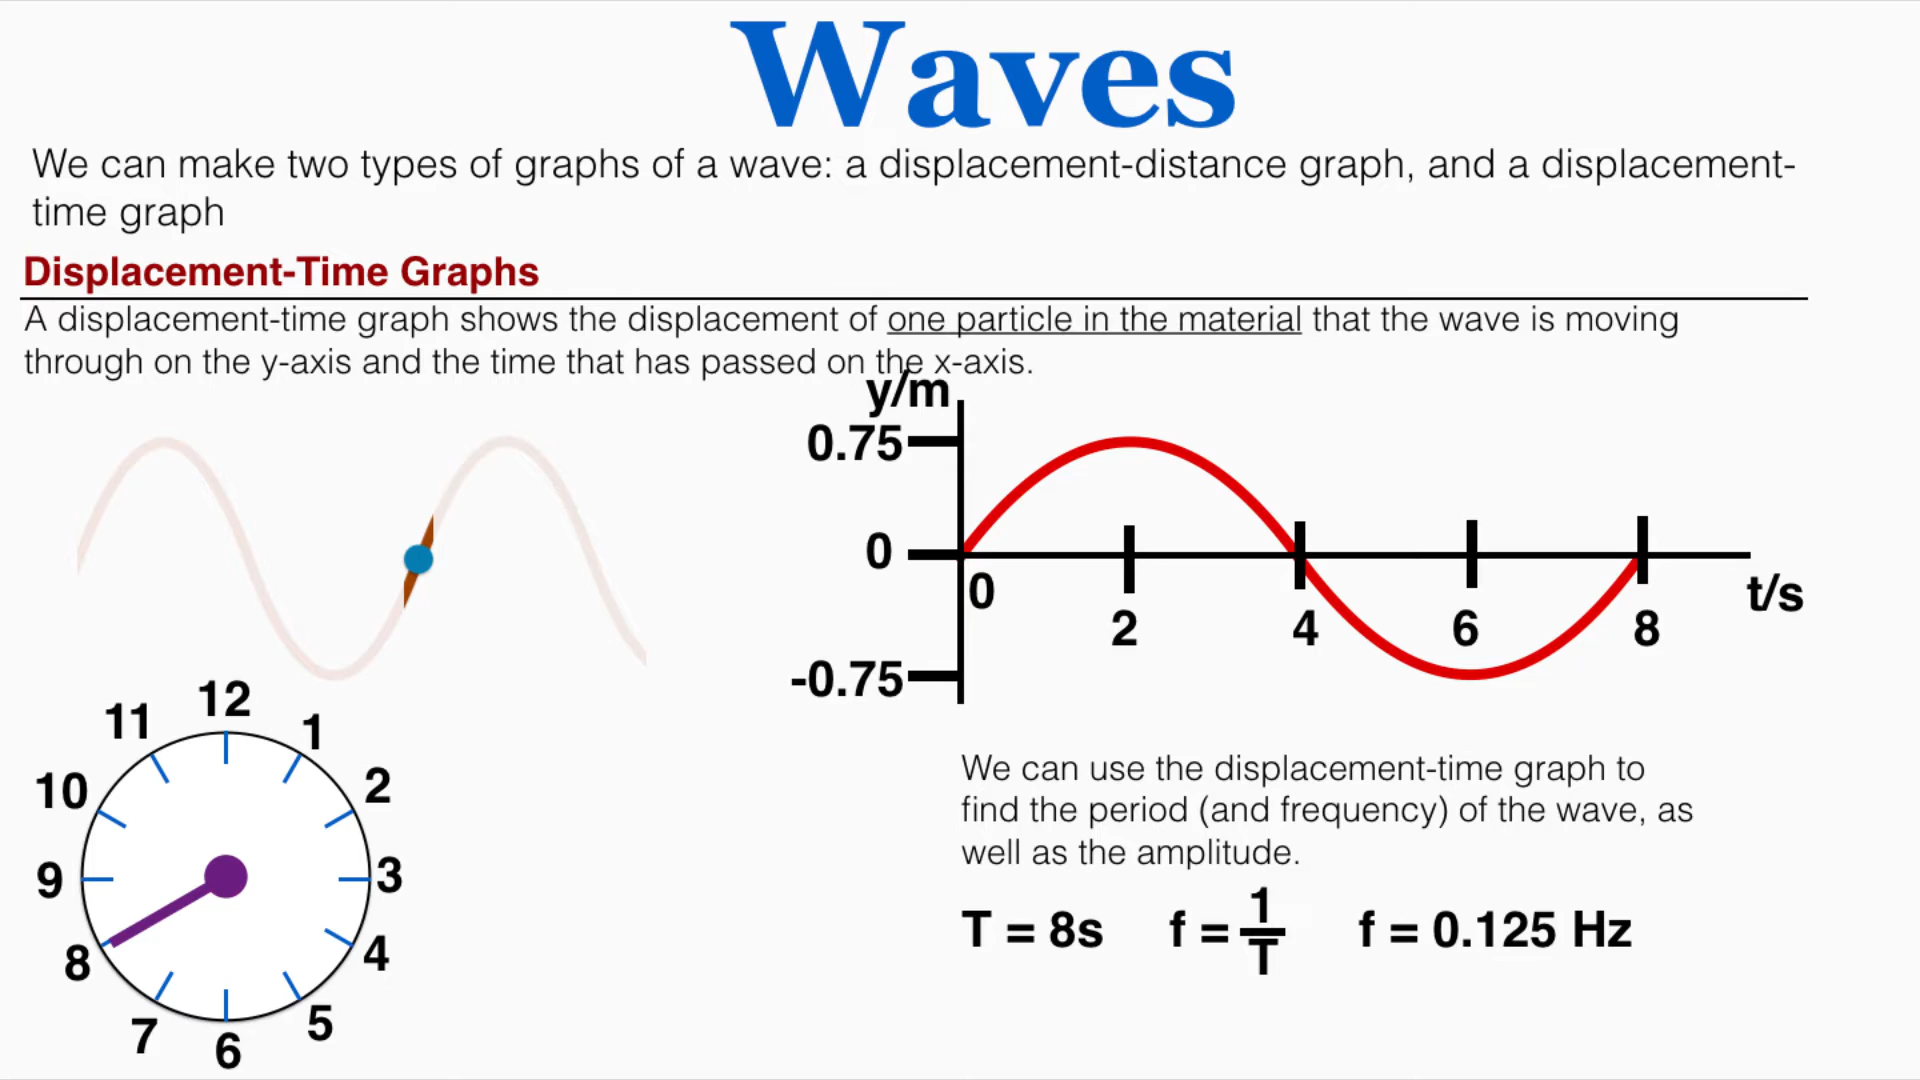 Waves
We can make two types of graphs of a wave: a displacement-distance graph, and a displacement-
time graph
Displacement-Time Graphs
A displacement-time graph shows the displacement of one particle in the material that the wave is moving
through on the y-axis and the time that has passed on the x-axis.
y/m
0.75
0
-0.75
0
2
4
6
8
t/s
12
1
2
3
4
5
6
7
8
9
10
11
We can use the displacement-time graph to
find the period (and frequency) of the wave, as
well as the amplitude.
T = 8s f = 1/T f = 0.125 Hz